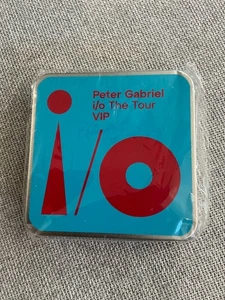 Peter Gabriel
i/o The Tour
VIP
i/o